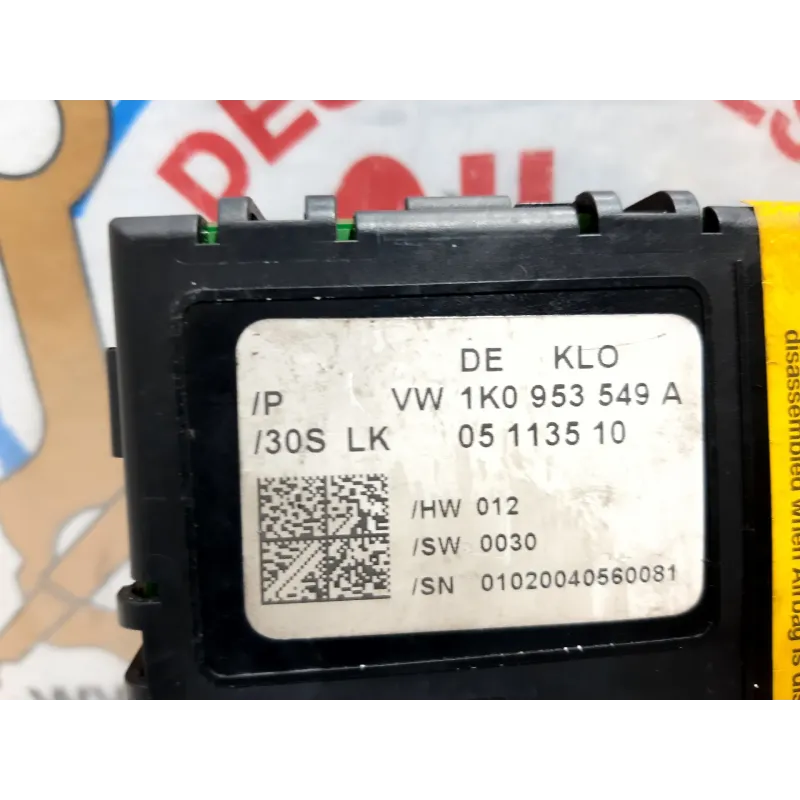 DE KLO
/P VW 1K0 953 549 A
/30S LK 05 1135 10
/HW 012
/SW 0030
/SN 01020040560081
disassembled when Airbag is